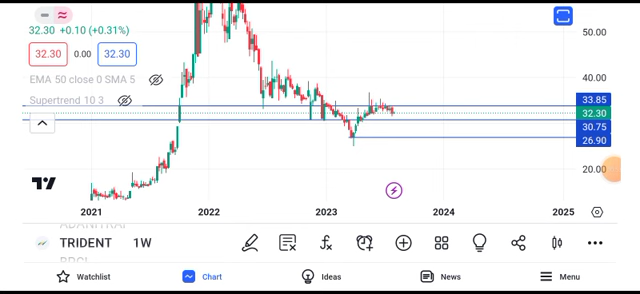 32.30 +0.10 (+0.31%)
32.30 0.00 32.30
EMA 50 close 0 SMA 5
Supertrend 10 3
50.00
40.00
33.85
32.30
30.75
26.90
20.00
2021 2022 2023 2024 2025
TRIDENT 1W
Watchlist Chart Ideas News Menu